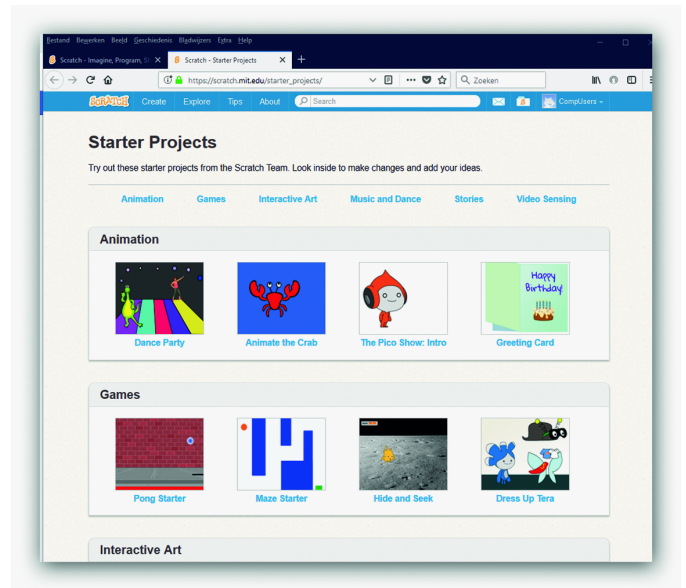 Bestand Bewerken Beeld Geschiedenis Bladwijzers Extra Help
Scratch - Imagine, Program, Sh Scratch - Starter Projects
https://scratch.mit.edu/starter_projects/ Zoeken
SCRATCH Create Explore Tips About Search CompUsers
Starter Projects
Try out these starter projects from the Scratch Team. Look inside to make changes and add your ideas.
Animation Games Interactive Art Music and Dance Stories Video Sensing
Animation
Happy
Birthday!
Dance Party Animate the Crab The Pico Show: Intro Greeting Card
Games
Pong Starter Maze Starter Hide and Seek Dress Up Tera
Interactive Art